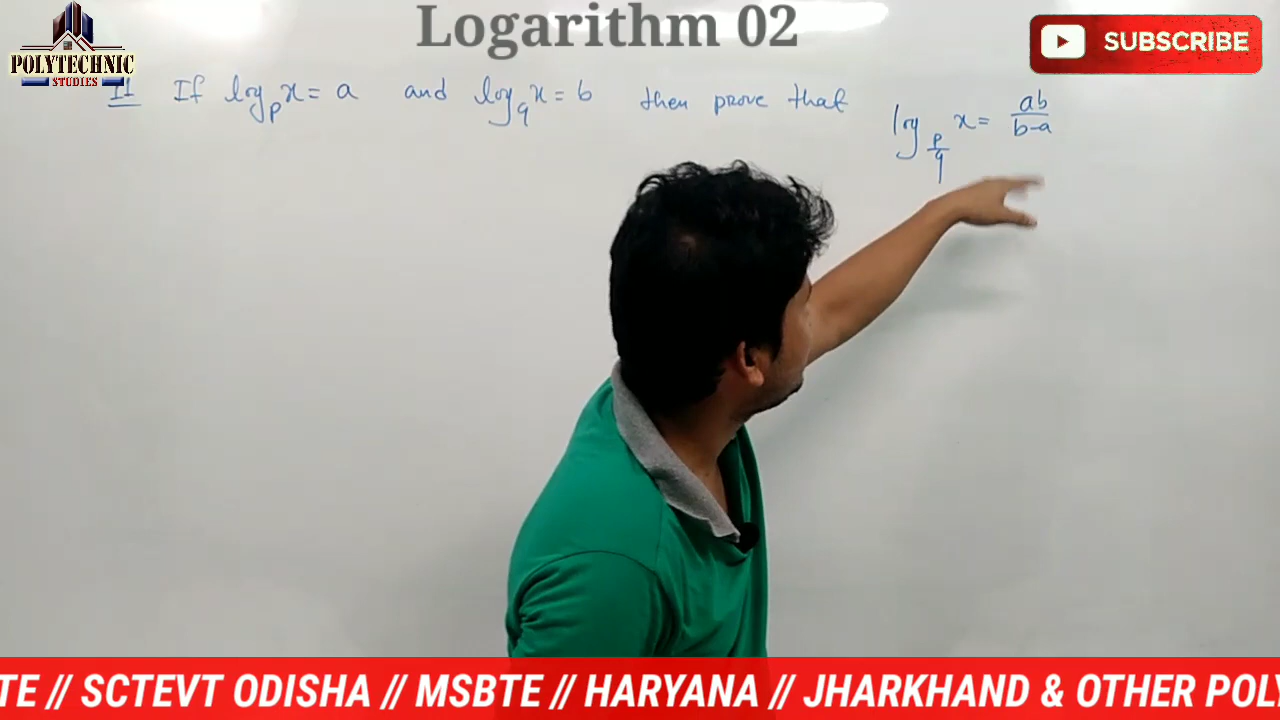 Logarithm 02
POLYTECHNIC
STUDIES
SUBSCRIBE
If log_p x = a and log_q x = b then prove that log_{p/q} x = ab/(b-a)
TE // SCTEVT ODISHA // MSBTE // HARYANA // JHARKHAND & OTHER POLY